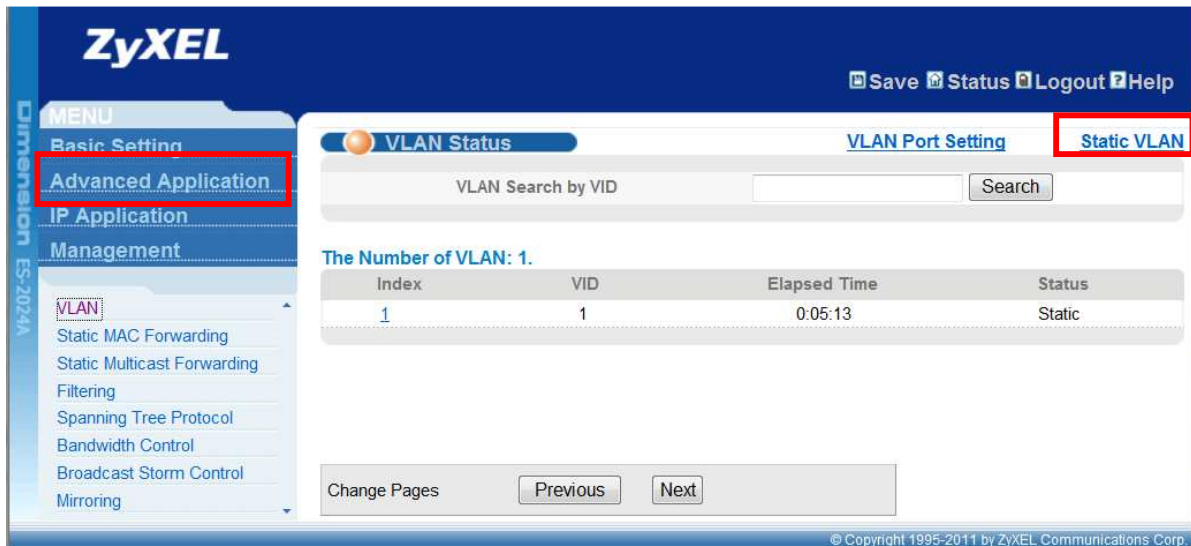 ZyXEL
Save Status Logout Help
Dimension ES-2024A
MENU
Basic Setting
Advanced Application
IP Application
Management
VLAN
Static MAC Forwarding
Static Multicast Forwarding
Filtering
Spanning Tree Protocol
Bandwidth Control
Broadcast Storm Control
Mirroring
VLAN Status VLAN Port Setting Static VLAN
VLAN Search by VID Search
The Number of VLAN: 1.
Index VID Elapsed Time Status
1 1 0:05:13 Static
Change Pages Previous Next
© Copyright 1995-2011 by ZyXEL Communications Corp.